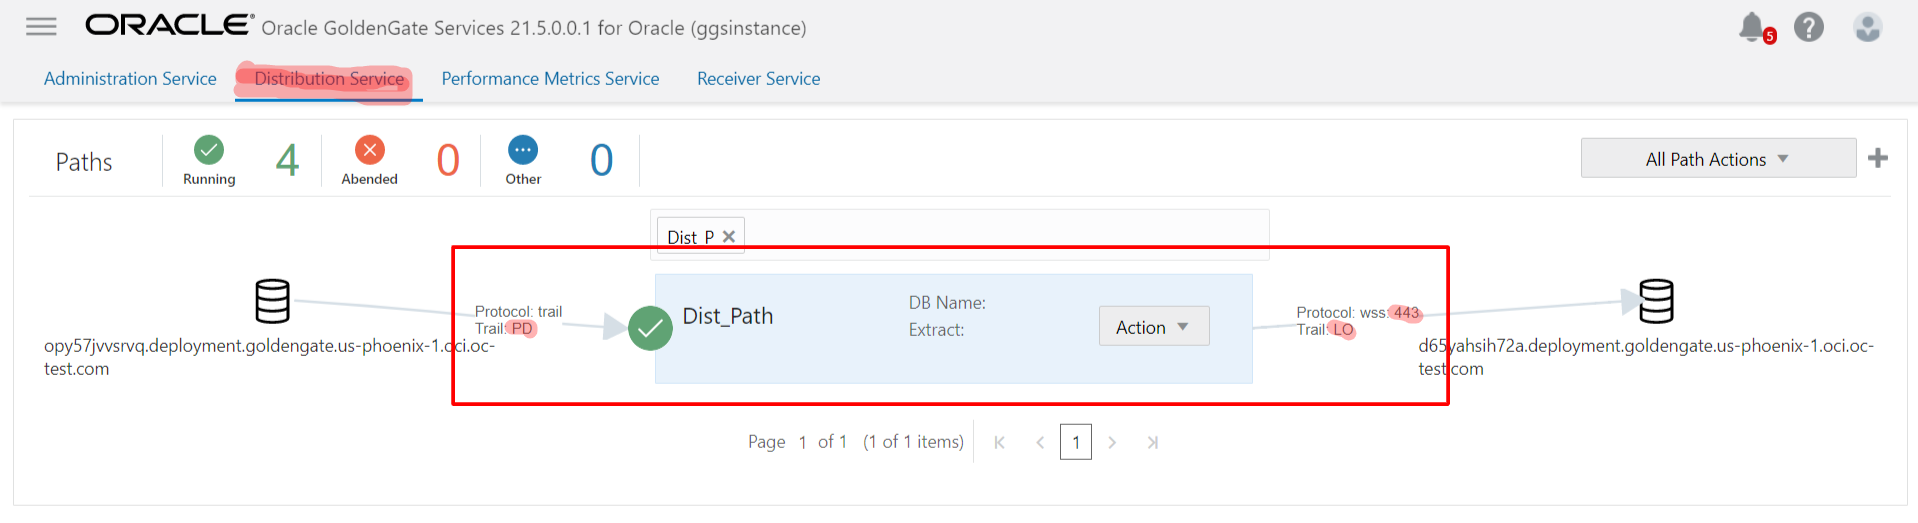 ORACLE® Oracle GoldenGate Services 21.5.0.0.1 for Oracle (ggsinstance)
5
?
Administration Service Distribution Service Performance Metrics Service Receiver Service
Paths
Running
4
Abended
0
Other
0
All Path Actions
Dist_P
Protocol: trail
Trail: PD
Dist_Path
DB Name:
Extract:
Action
Protocol: wss: 443
Trail: LO
opy57jvvsrvq.deployment.goldengate.us-phoenix-1.oci.oc-
test.com
d65yahsih72a.deployment.goldengate.us-phoenix-1.oci.oc-
test.com
Page 1 of 1 (1 of 1 items) 1